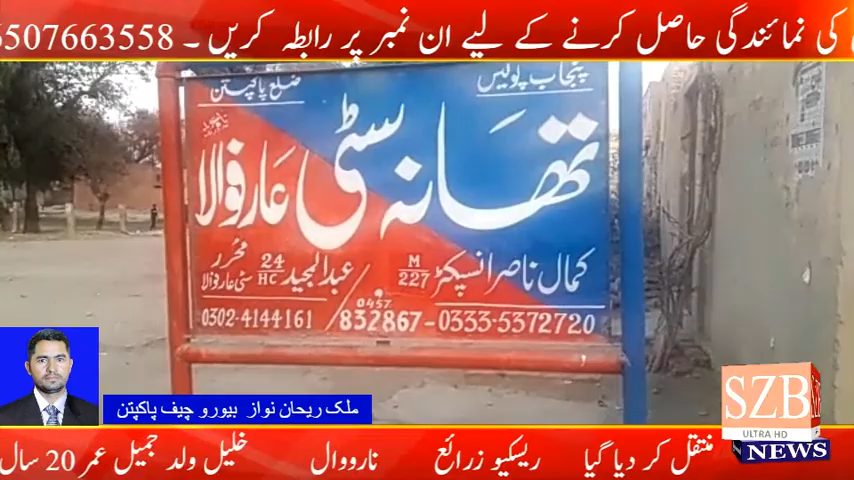 کی نمائندگی حاصل کرنے کے لیے ان نمبر پر رابطہ کریں ۔ 6507663558
پنجاب پولیس
ضلع پاکپتن
تھانہ سٹی عارفوالا
کمال ناصر انسپکٹر M/227
عبدالمجید 24/HC محرر سٹی عارفوالا
0457
0302-4144161 / 832867-0333-5372720
ملک ریحان نواز بیورو چیف پاکپتن
SZB
ULTRA HD
NEWS
منتقل کر دیا گیا ریسکیو زرائع نارووال خلیل ولد جمیل عمر 20 سال